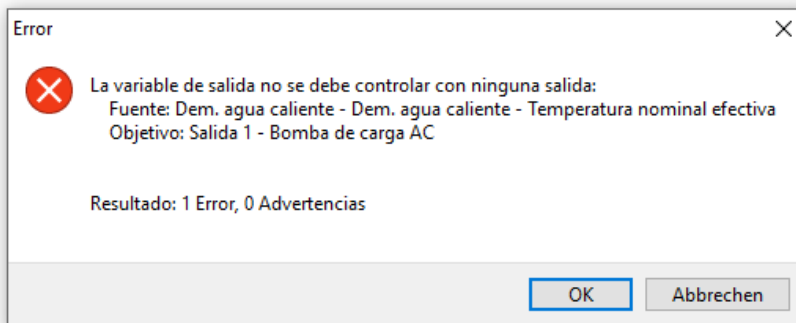 Error
La variable de salida no se debe controlar con ninguna salida:
Fuente: Dem. agua caliente - Dem. agua caliente - Temperatura nominal efectiva
Objetivo: Salida 1 - Bomba de carga AC
Resultado: 1 Error, 0 Advertencias
OK
Abbrechen